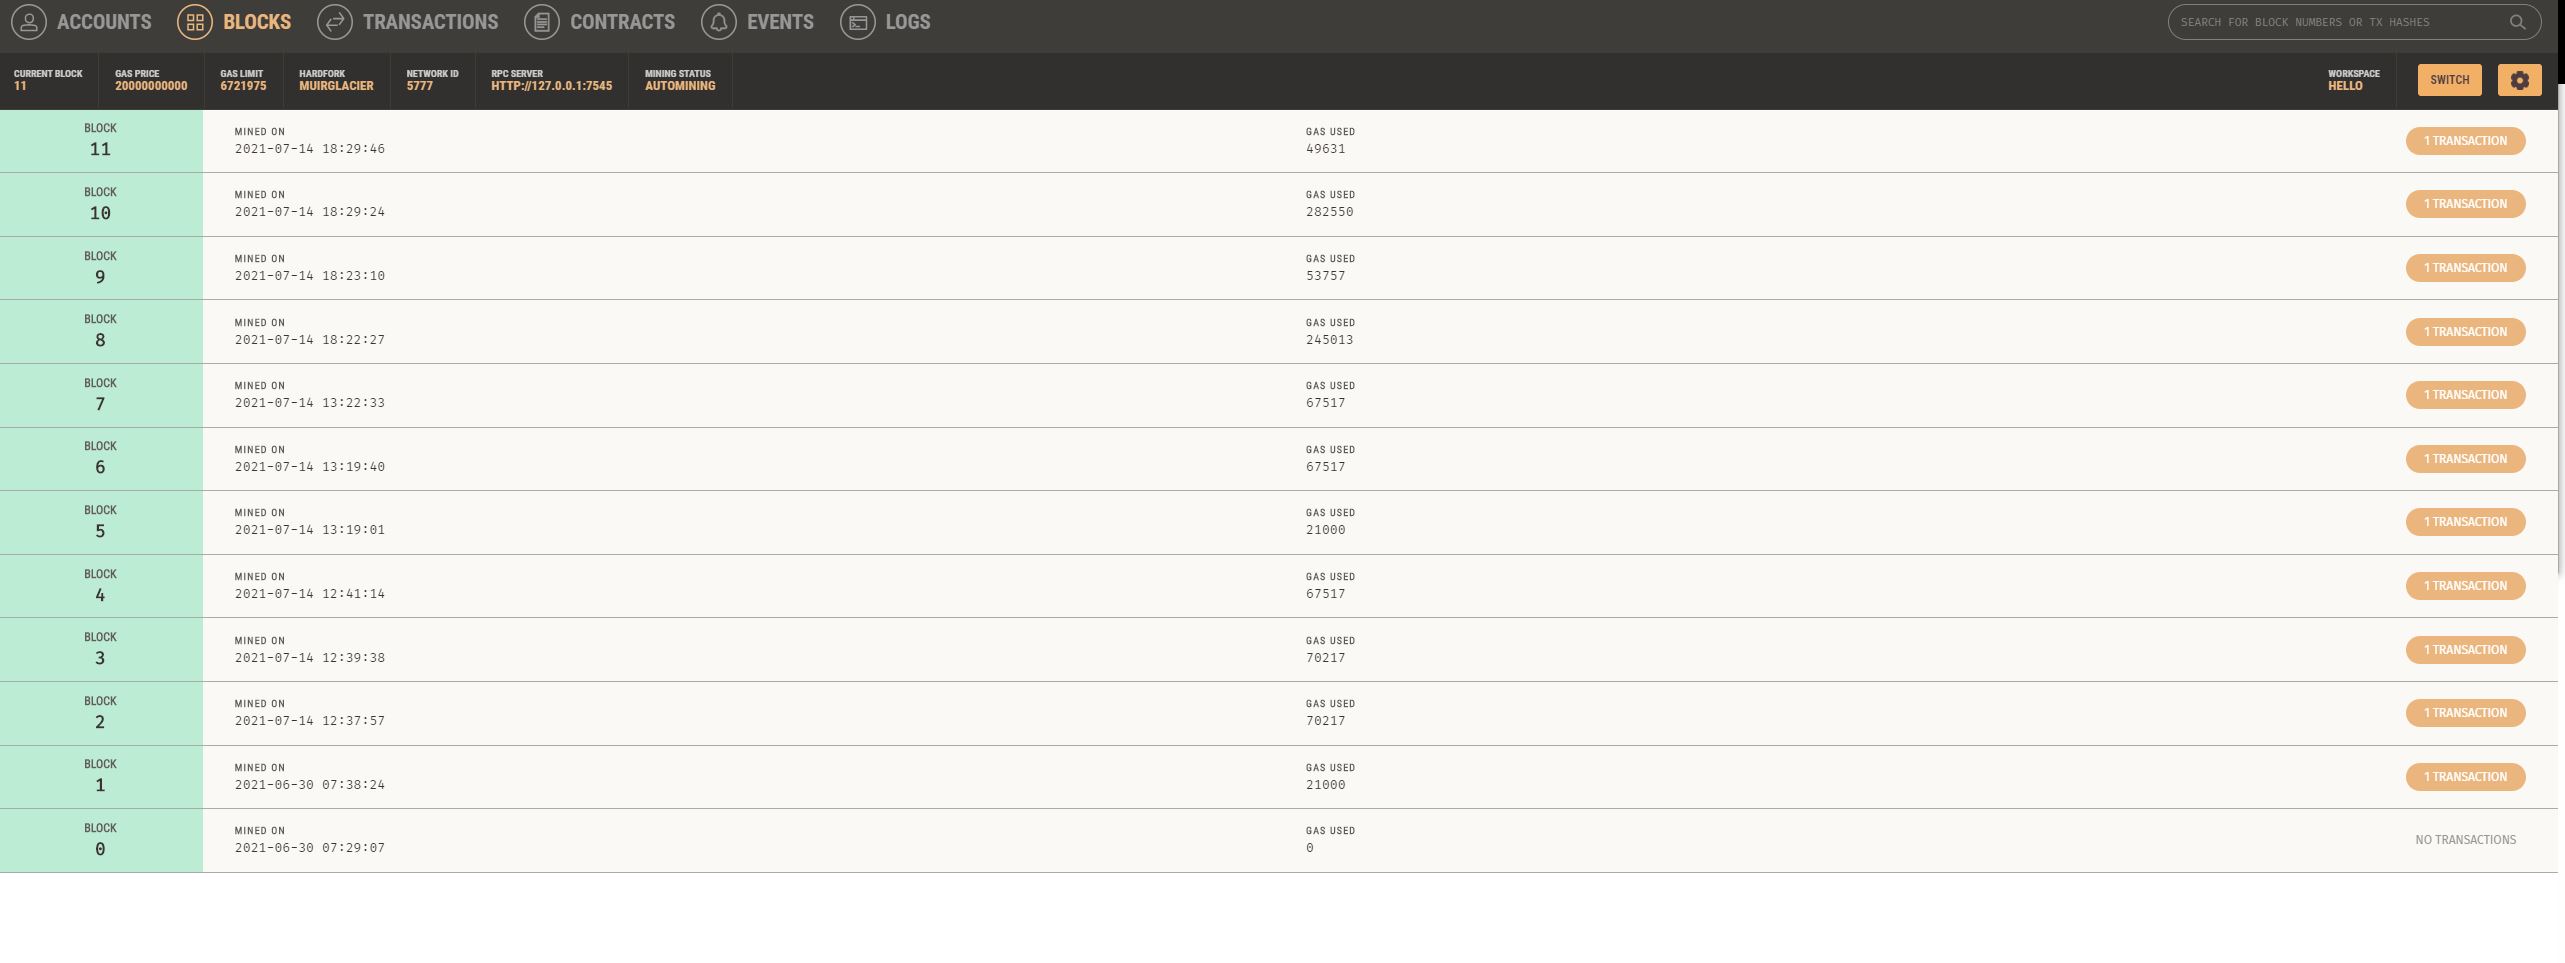 ACCOUNTS BLOCKS TRANSACTIONS CONTRACTS EVENTS LOGS SEARCH FOR BLOCK NUMBERS OR TX HASHES
CURRENT BLOCK GAS PRICE GAS LIMIT HARDFORK NETWORK ID RPC SERVER MINING STATUS WORKSPACE
11 20000000000 6721975 MUIRGLACIER 5777 HTTP://127.0.0.1:7545 AUTOMINING HELLO SWITCH
BLOCK MINED ON GAS USED
11 2021-07-14 18:29:46 49631 1 TRANSACTION
BLOCK MINED ON GAS USED
10 2021-07-14 18:29:24 282550 1 TRANSACTION
BLOCK MINED ON GAS USED
9 2021-07-14 18:23:10 53757 1 TRANSACTION
BLOCK MINED ON GAS USED
8 2021-07-14 18:22:27 245013 1 TRANSACTION
BLOCK MINED ON GAS USED
7 2021-07-14 13:22:33 67517 1 TRANSACTION
BLOCK MINED ON GAS USED
6 2021-07-14 13:19:40 67517 1 TRANSACTION
BLOCK MINED ON GAS USED
5 2021-07-14 13:19:01 21000 1 TRANSACTION
BLOCK MINED ON GAS USED
4 2021-07-14 12:41:14 67517 1 TRANSACTION
BLOCK MINED ON GAS USED
3 2021-07-14 12:39:38 70217 1 TRANSACTION
BLOCK MINED ON GAS USED
2 2021-07-14 12:37:57 70217 1 TRANSACTION
BLOCK MINED ON GAS USED
1 2021-06-30 07:38:24 21000 1 TRANSACTION
BLOCK MINED ON GAS USED
0 2021-06-30 07:29:07 0 NO TRANSACTIONS